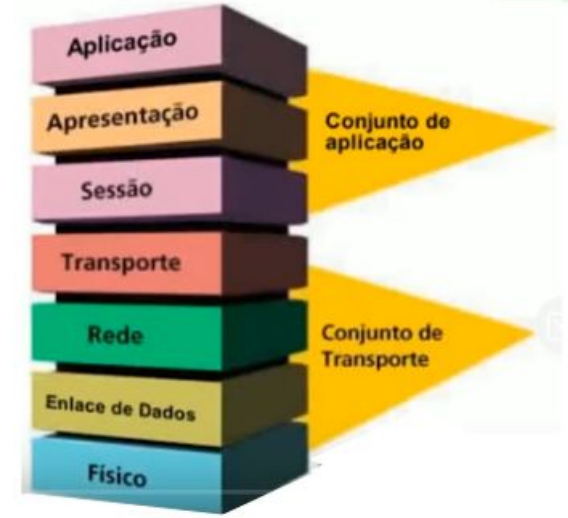 Aplicação
Apresentação
Sessão
Transporte
Rede
Enlace de Dados
Físico
Conjunto de
aplicação
Conjunto de
Transporte